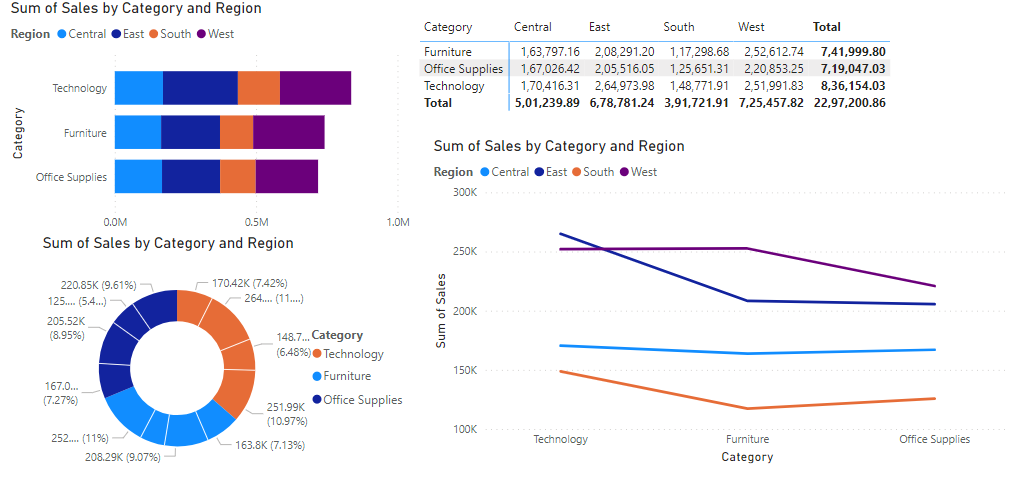 Sum of Sales by Category and Region
Region Central East South West
Category
Technology
Furniture
Office Supplies
0.0M 0.5M 1.0M
Category Central East South West Total
Furniture 1,63,797.16 2,08,291.20 1,17,298.68 2,52,612.74 7,41,999.80
Office Supplies 1,67,026.42 2,05,516.05 1,25,651.31 2,20,853.25 7,19,047.03
Technology 1,70,416.31 2,64,973.98 1,48,771.91 2,51,991.83 8,36,154.03
Total 5,01,239.89 6,78,781.24 3,91,721.91 7,25,457.82 22,97,200.86
Sum of Sales by Category and Region
220.85K (9.61%)
170.42K (7.42%)
125.... (5.4...)
264.... (11....)
205.52K
(8.95%)
148.7...
(6.48%)
167.0...
(7.27%)
251.99K
(10.97%)
252.... (11%)
163.8K (7.13%)
208.29K (9.07%)
Category
Technology
Furniture
Office Supplies
Sum of Sales by Category and Region
Region Central East South West
Sum of Sales
300K
250K
200K
150K
100K
Technology Furniture Office Supplies
Category